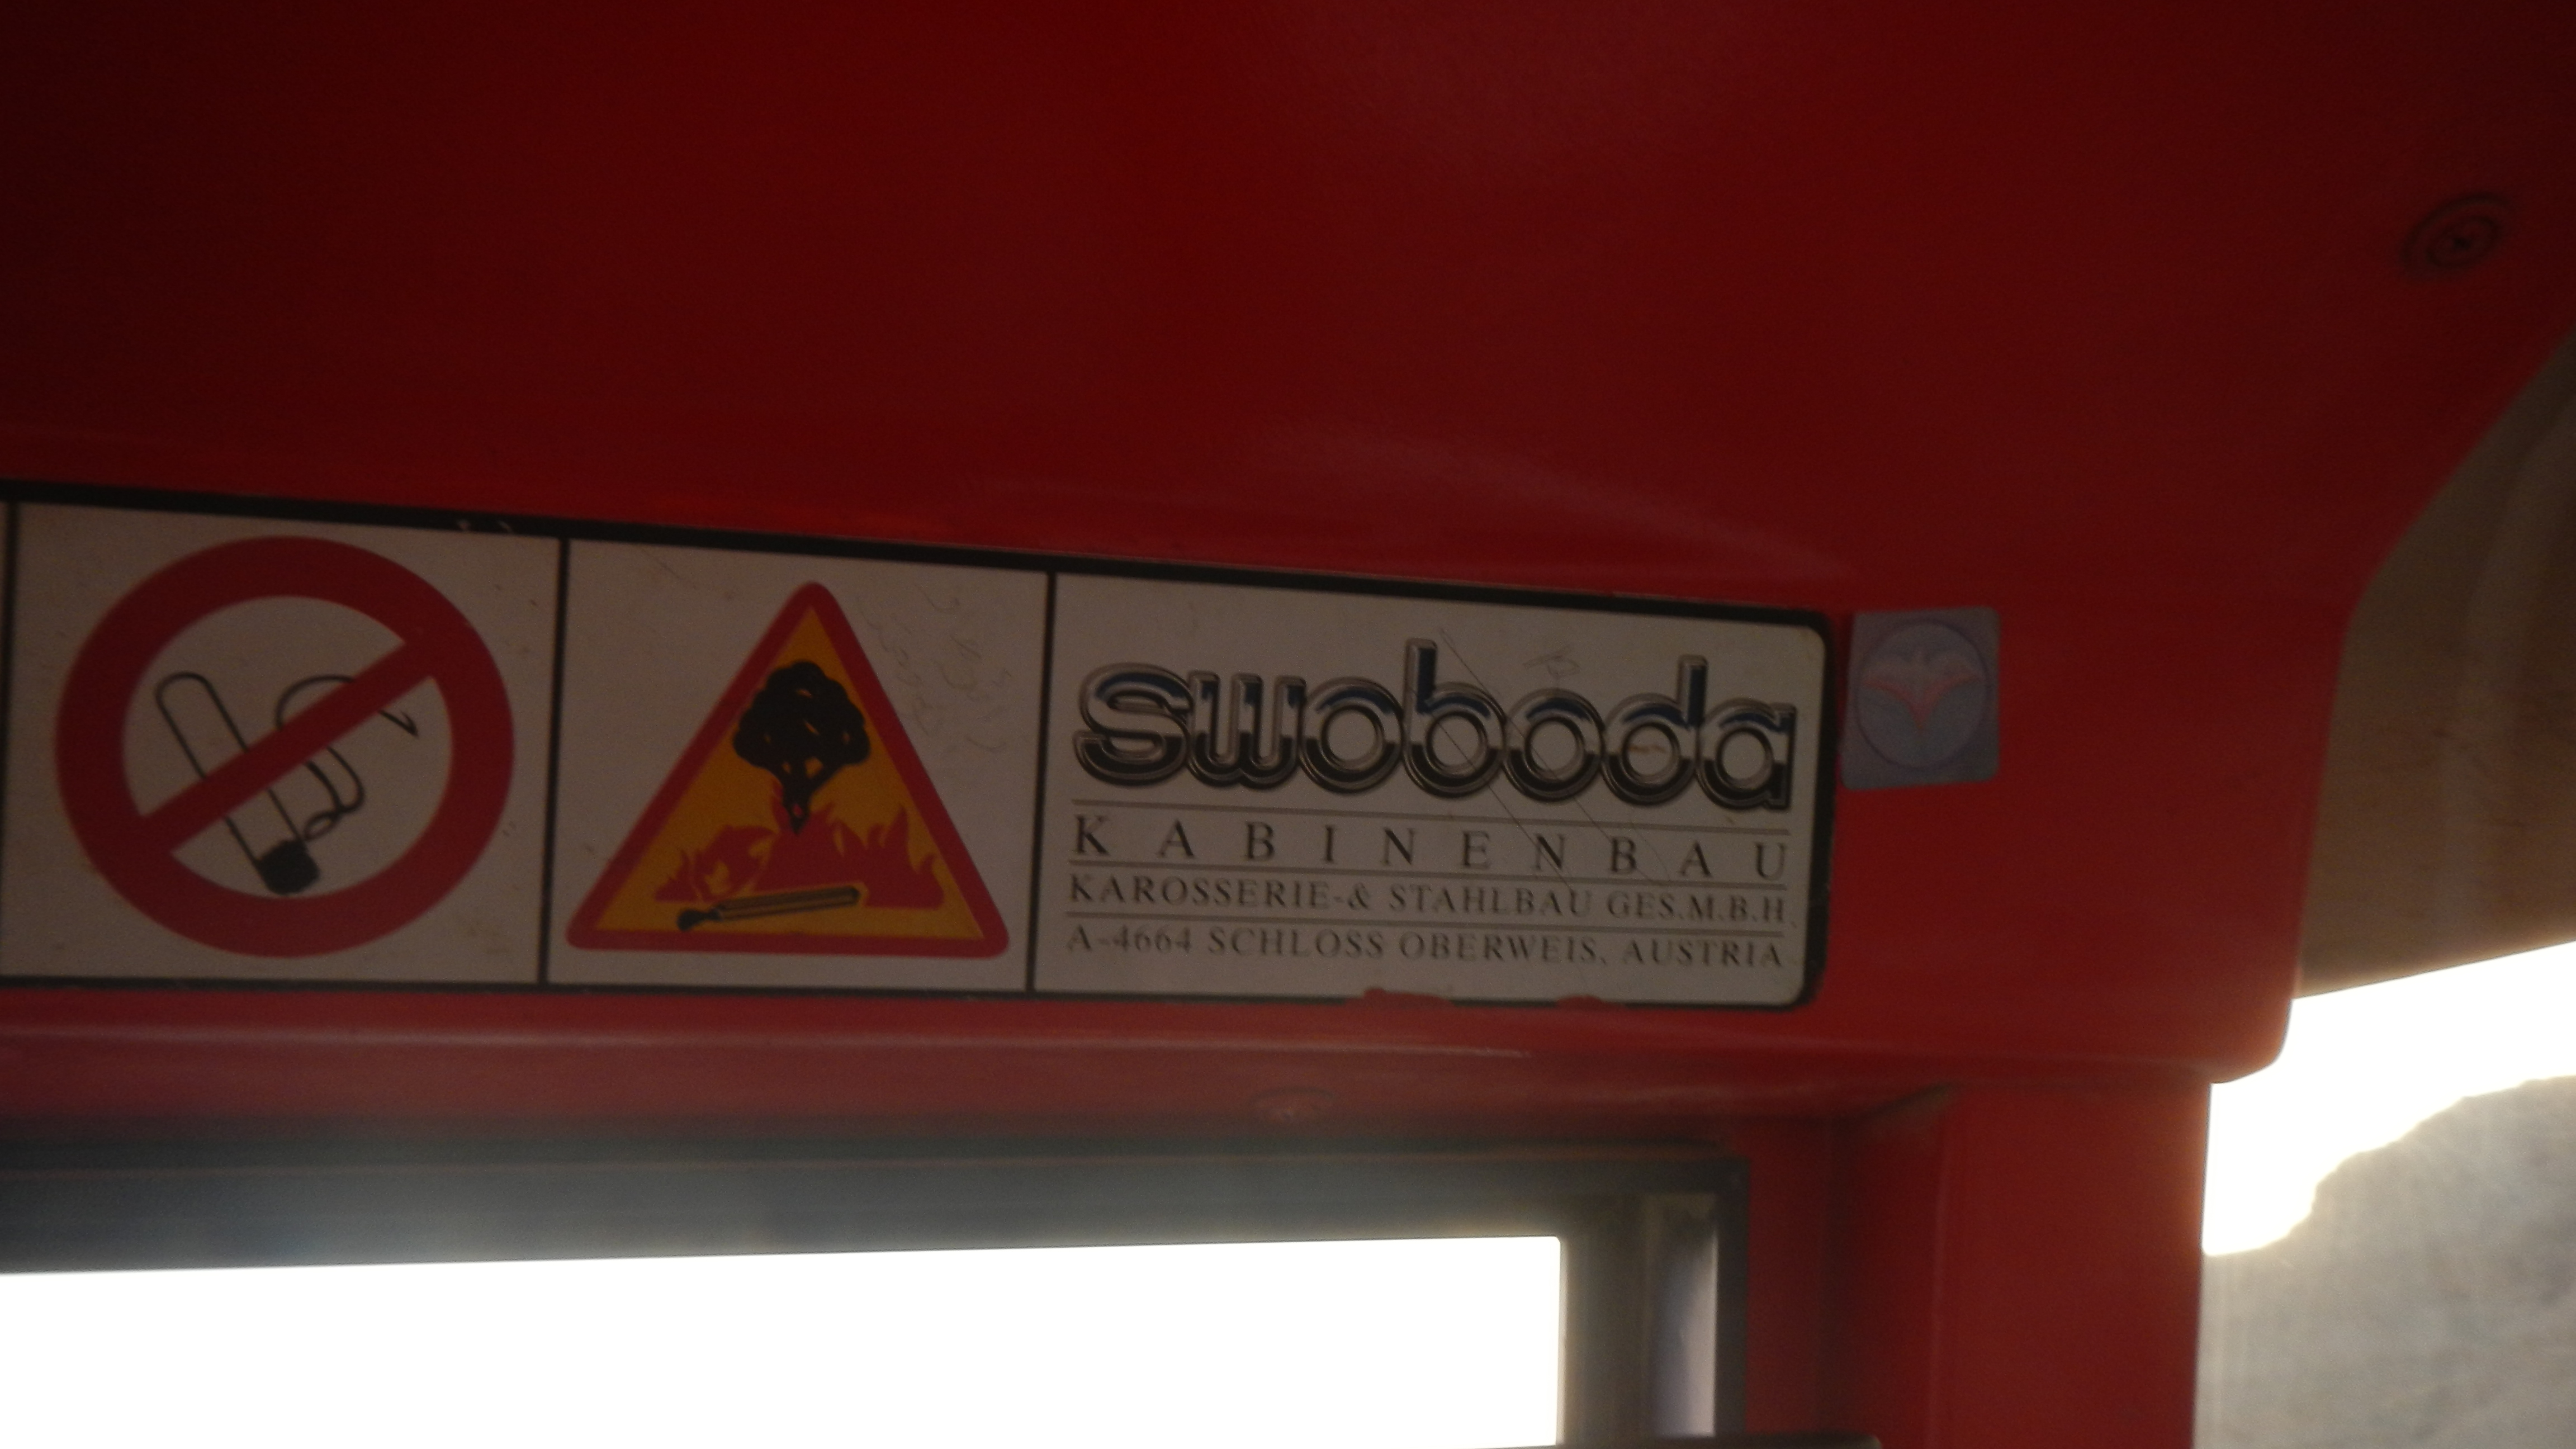 swoboda
KABINENBAU
KAROSSERIE-& STAHLBAU GES.M.B.H.
A-4664 SCHLOSS OBERWEIS, AUSTRIA